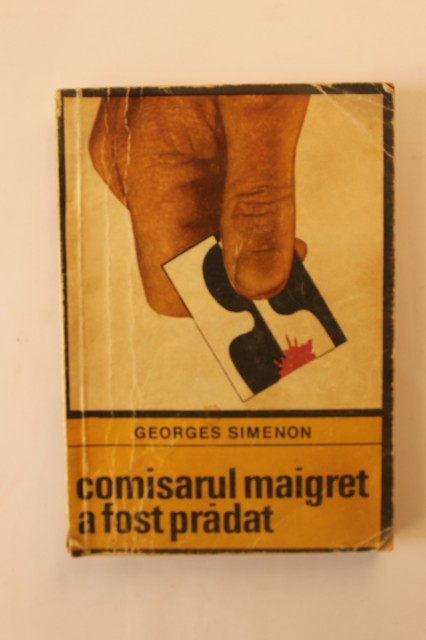 GEORGES SIMENON
comisarul maigret
a fost prădat